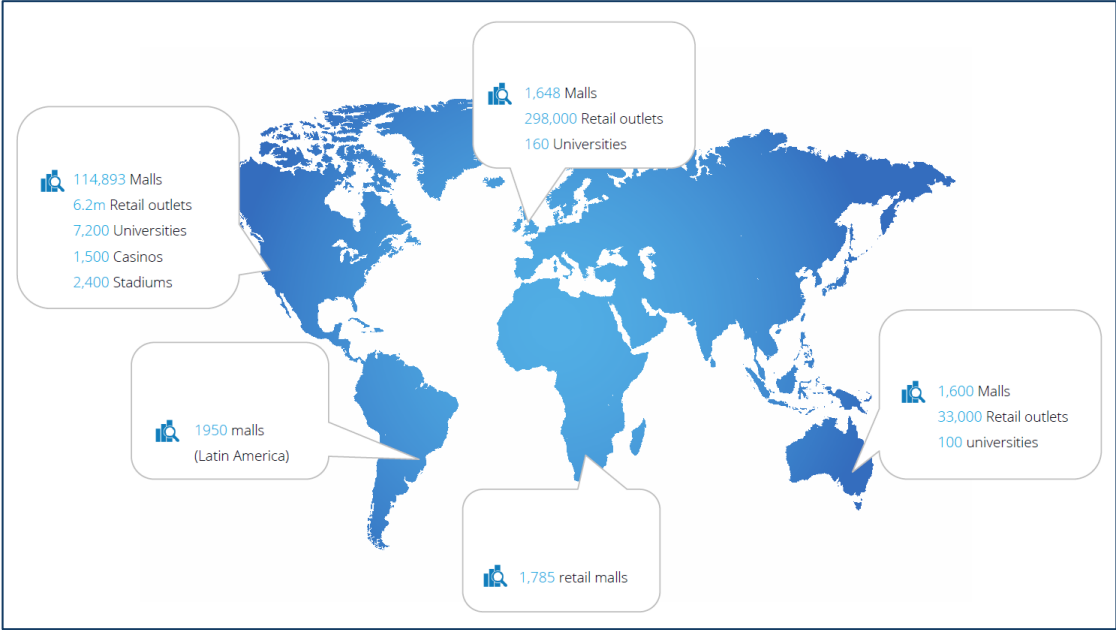 1,648 Malls
298,000 Retail outlets
160 Universities
114,893 Malls
6.2m Retail outlets
7,200 Universities
1,500 Casinos
2,400 Stadiums
1950 malls
(Latin America)
1,600 Malls
33,000 Retail outlets
100 universities
1,785 retail malls